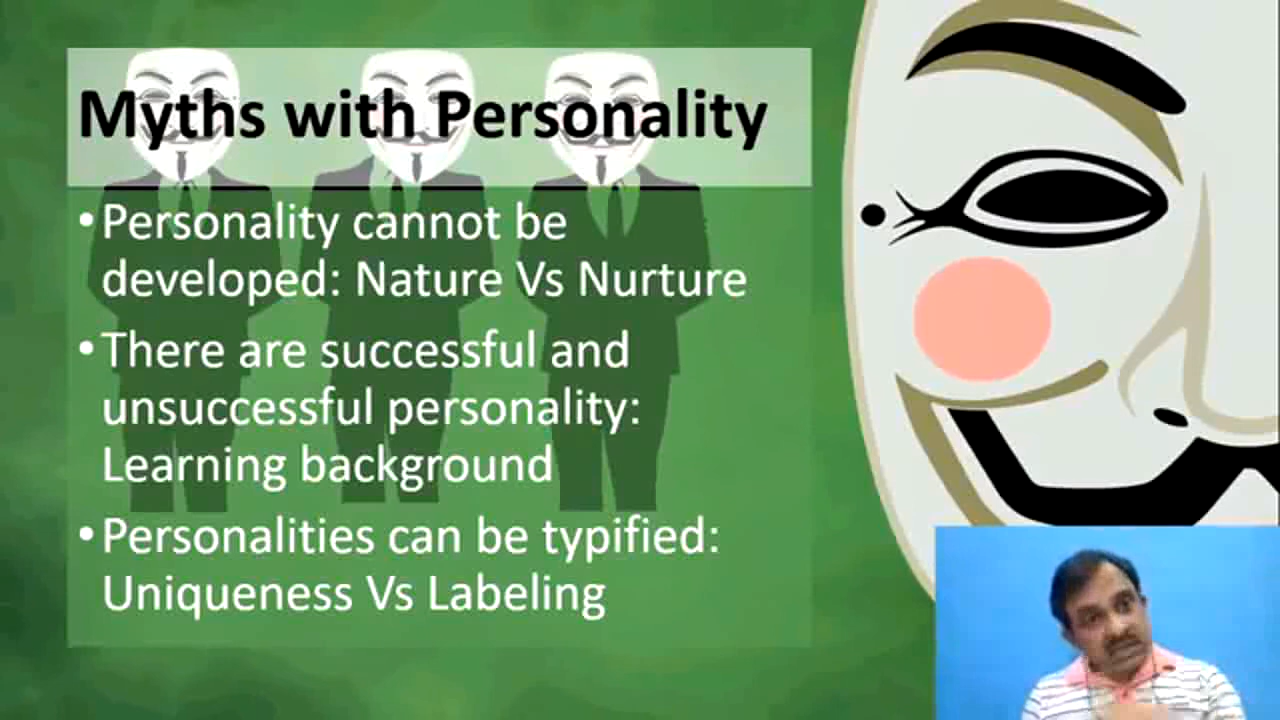 Myths with Personality
•Personality cannot be
developed: Nature Vs Nurture
•There are successful and
unsuccessful personality:
Learning background
•Personalities can be typified:
Uniqueness Vs Labeling